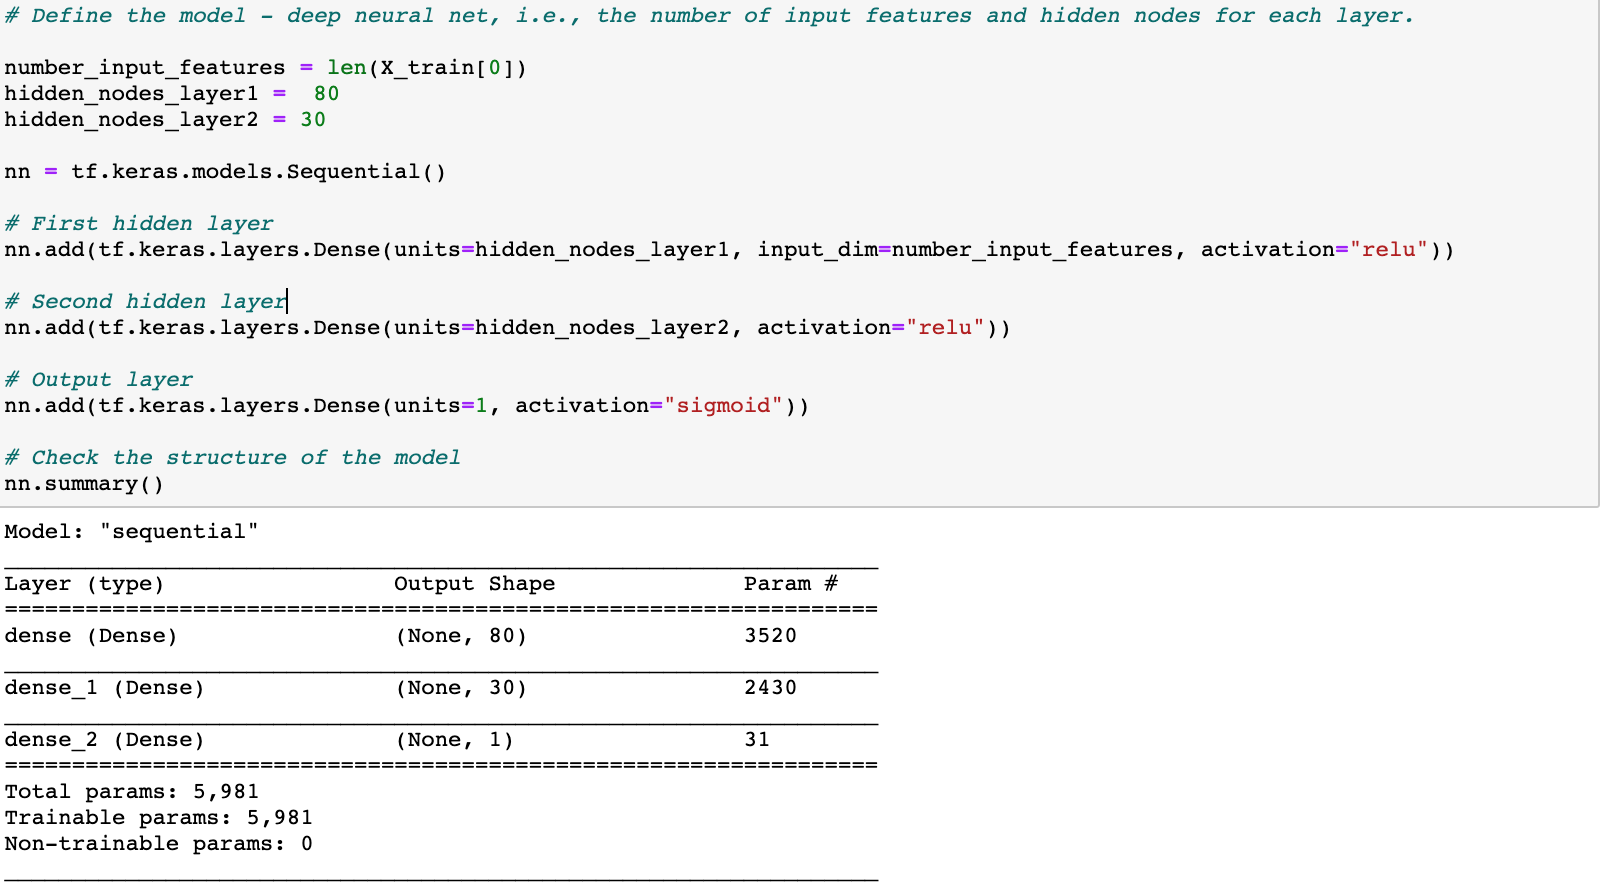 # Define the model - deep neural net, i.e., the number of input features and hidden nodes for each layer.
number_input_features = len(X_train[0])
hidden_nodes_layer1 =  80
hidden_nodes_layer2 = 30
nn = tf.keras.models.Sequential()
# First hidden layer
nn.add(tf.keras.layers.Dense(units=hidden_nodes_layer1, input_dim=number_input_features, activation="relu"))
# Second hidden layer
nn.add(tf.keras.layers.Dense(units=hidden_nodes_layer2, activation="relu"))
# Output layer
nn.add(tf.keras.layers.Dense(units=1, activation="sigmoid"))
# Check the structure of the model
nn.summary()
Model: "sequential"
_________________________________________________________________
Layer (type)                 Output Shape              Param #
=================================================================
dense (Dense)                (None, 80)                3520
_________________________________________________________________
dense_1 (Dense)              (None, 30)                2430
_________________________________________________________________
dense_2 (Dense)              (None, 1)                 31
=================================================================
Total params: 5,981
Trainable params: 5,981
Non-trainable params: 0
_________________________________________________________________